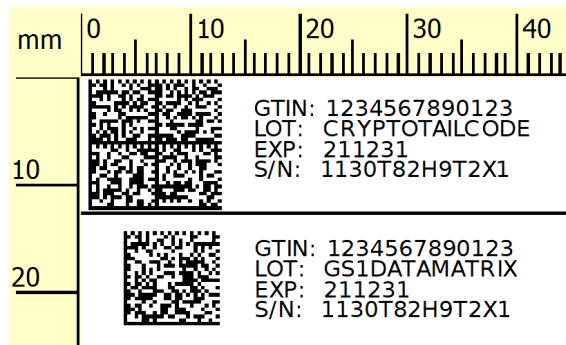 mm 0 10 20 30 40
GTIN: 1234567890123
LOT: CRYPTOTAILCODE
EXP: 211231
S/N: 1130T82H9T2X1
10
GTIN: 1234567890123
LOT: GS1DATAMATRIX
EXP: 211231
S/N: 1130T82H9T2X1
20